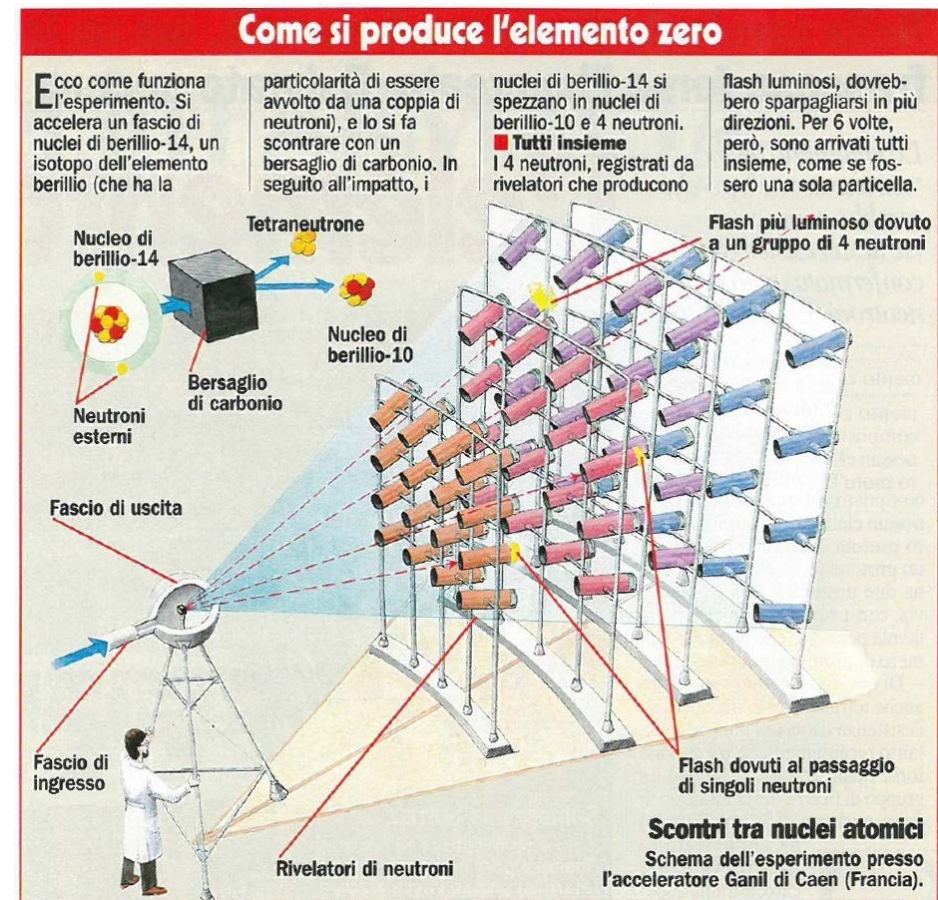 Come si produce l'elemento zero
Ecco come funziona
l'esperimento. Si
accelera un fascio di
nuclei di berillio-14, un
isotopo dell'elemento
berillio (che ha la
particolarità di essere
avvolto da una coppia di
neutroni), e lo si fa
scontrare con un
bersaglio di carbonio. In
seguito all'impatto, i
nuclei di berillio-14 si
spezzano in nuclei di
berillio-10 e 4 neutroni.
■ Tutti insieme
I 4 neutroni, registrati da
rivelatori che producono
flash luminosi, dovreb-
bero sparpagliarsi in più
direzioni. Per 6 volte,
però, sono arrivati tutti
insieme, come se fos-
sero una sola particella.
Nucleo di
berillio-14
Tetraneutrone
Flash più luminoso dovuto
a un gruppo di 4 neutroni
Nucleo di
berillio-10
Bersaglio
di carbonio
Neutroni
esterni
Fascio di uscita
Fascio di
ingresso
Rivelatori di neutroni
Flash dovuti al passaggio
di singoli neutroni
Scontri tra nuclei atomici
Schema dell'esperimento presso
l'acceleratore Ganil di Caen (Francia).